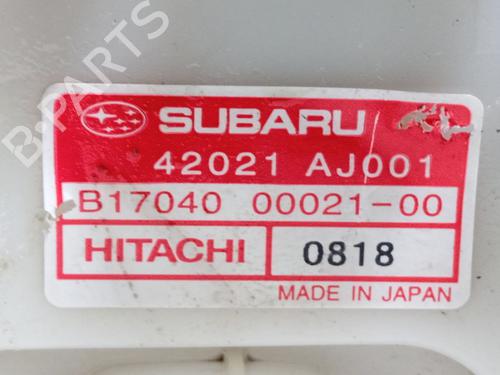 SUBARU
42021 AJ001
B17040 00021-00
HITACHI 0818
MADE IN JAPAN
B-PARTS